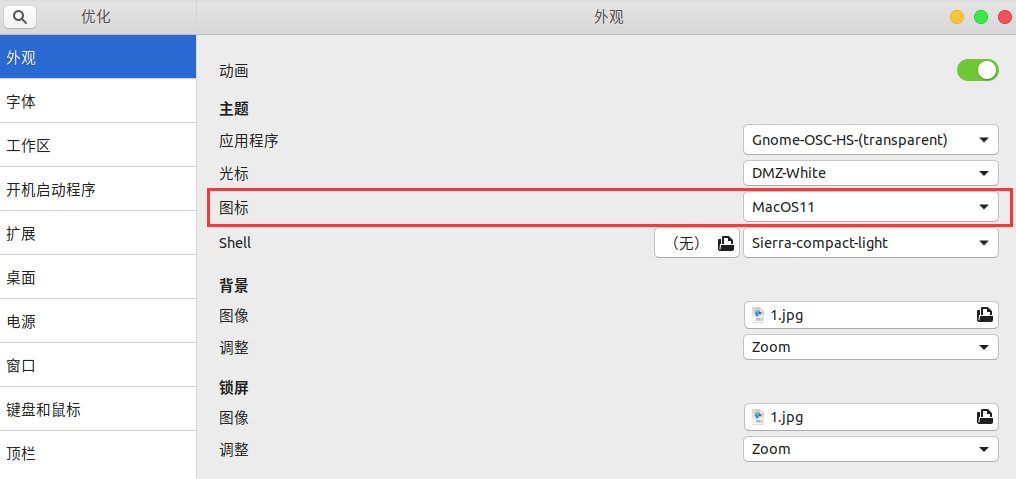 优化
外观
外观
字体
工作区
开机启动程序
扩展
桌面
电源
窗口
键盘和鼠标
顶栏
动画
主题
应用程序 Gnome-OSC-HS-(transparent)
光标 DMZ-White
图标 MacOS11
Shell （无） Sierra-compact-light
背景
图像 1.jpg
调整 Zoom
锁屏
图像 1.jpg
调整 Zoom